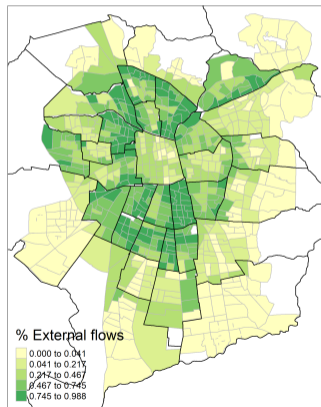 % External flows
0.000 to 0.041
0.041 to 0.217
0.217 to 0.467
0.467 to 0.745
0.745 to 0.988